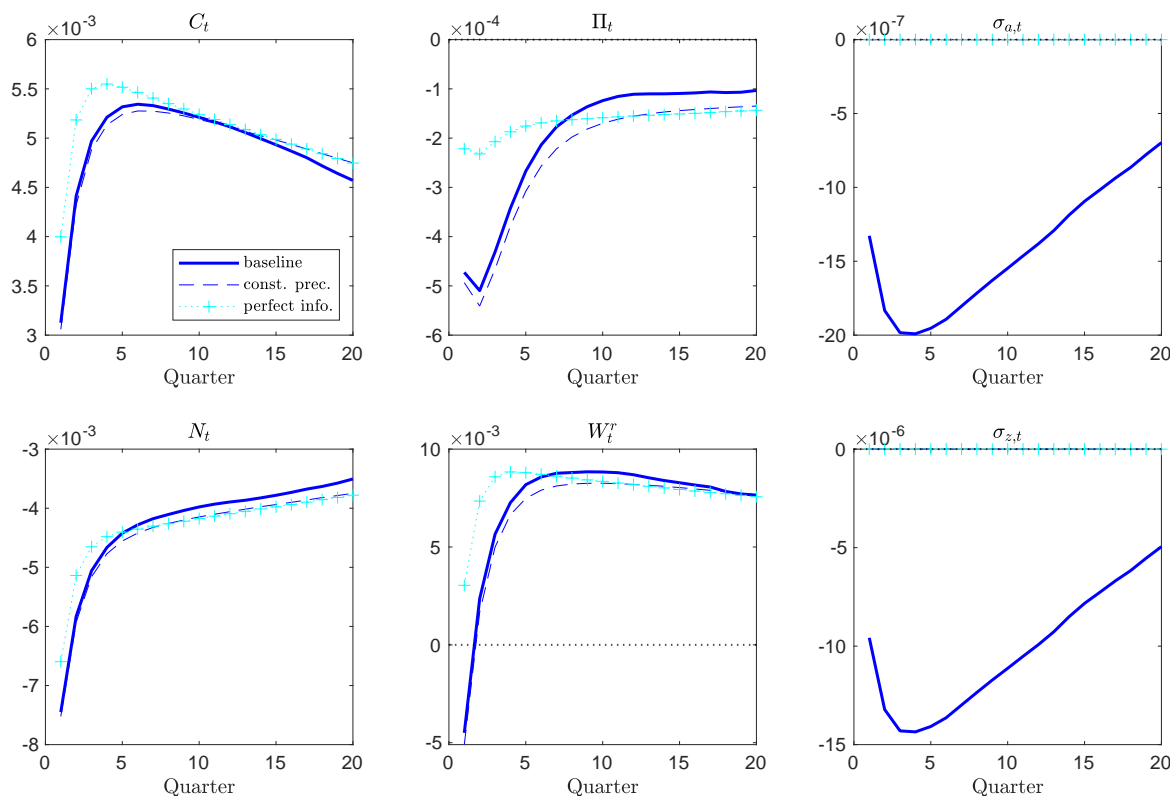 C_t
×10^-3
6
5.5
5
4.5
4
3.5
3
0 5 10 15 20
Quarter
baseline
const. prec.
perfect info.
Π_t
×10^-4
0
-1
-2
-3
-4
-5
-6
0 5 10 15 20
Quarter
σ_{a,t}
×10^-7
0
-5
-10
-15
-20
0 5 10 15 20
Quarter
N_t
×10^-3
-3
-4
-5
-6
-7
-8
0 5 10 15 20
Quarter
W_t^r
×10^-3
10
5
0
-5
0 5 10 15 20
Quarter
σ_{z,t}
×10^-6
0
-5
-10
-15
0 5 10 15 20
Quarter